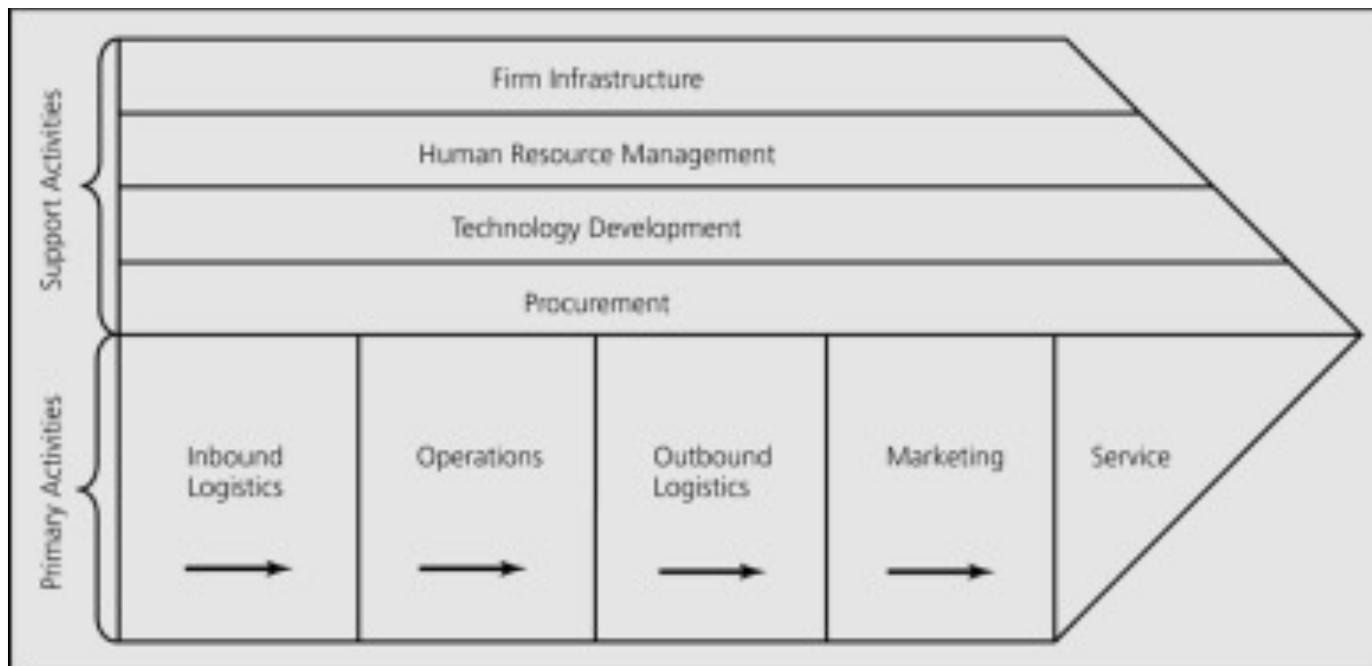 Support Activities
Firm Infrastructure
Human Resource Management
Technology Development
Procurement
Primary Activities
Inbound
Logistics
Operations
Outbound
Logistics
Marketing
Service